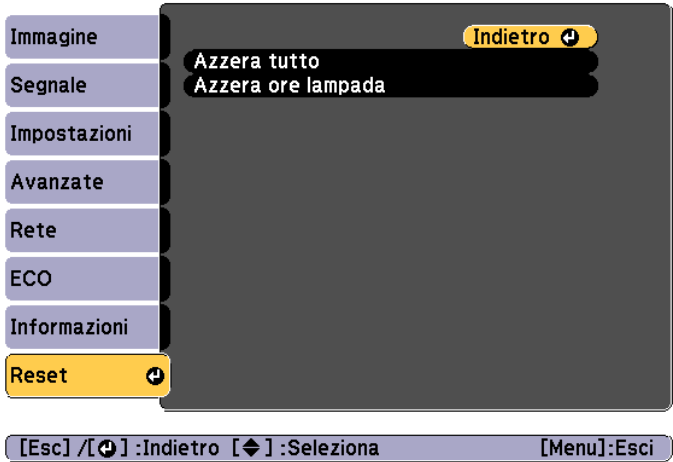 Immagine
Segnale
Impostazioni
Avanzate
Rete
ECO
Informazioni
Reset
Indietro
Azzera tutto
Azzera ore lampada
[Esc] /[ ] :Indietro [ ] :Seleziona [Menu]:Esci